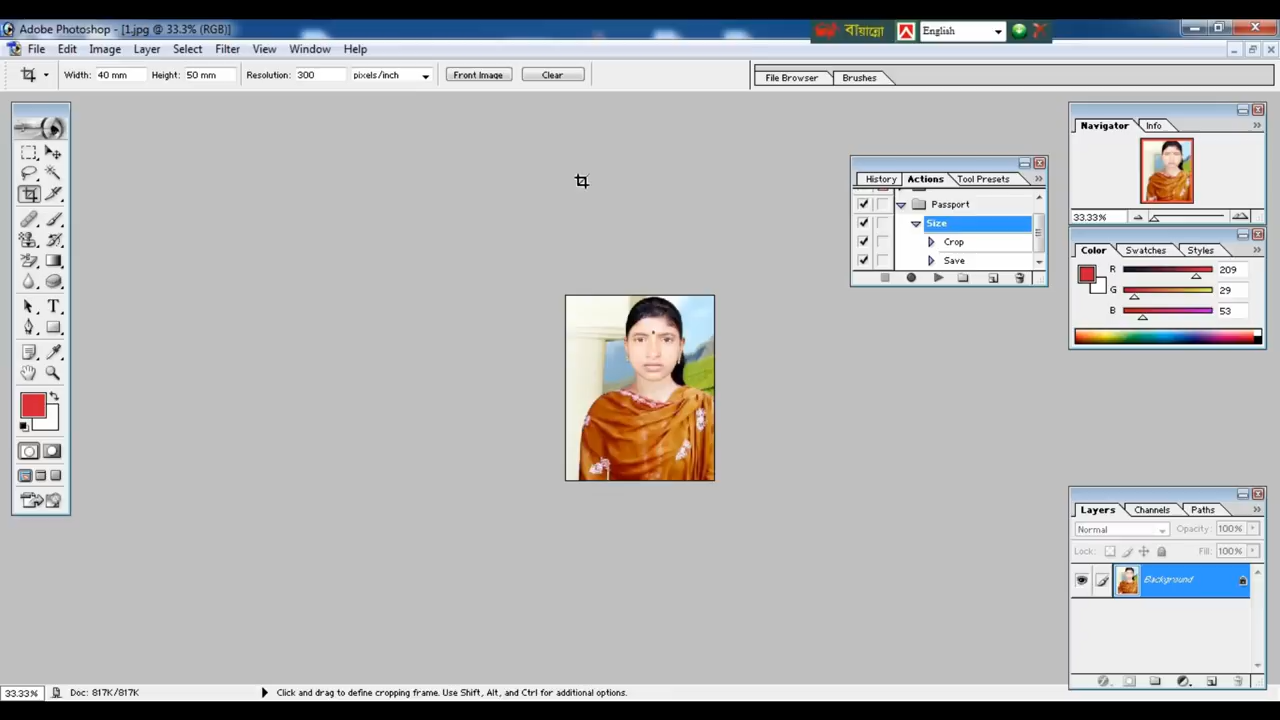 Adobe Photoshop - [1.jpg @ 33.3% (RGB)]
বায়ান্নো English
File Edit Image Layer Select Filter View Window Help
Width: 40 mm Height: 50 mm Resolution: 300 pixels/inch Front Image Clear File Browser Brushes
Navigator Info
History Actions Tool Presets
Passport
Size
Crop
Save
33.33%
Color Swatches Styles
R 209
G 29
B 53
Layers Channels Paths
Normal Opacity: 100%
Lock: Fill: 100%
Background
33.33% Doc: 817K/817K Click and drag to define cropping frame. Use Shift, Alt, and Ctrl for additional options.